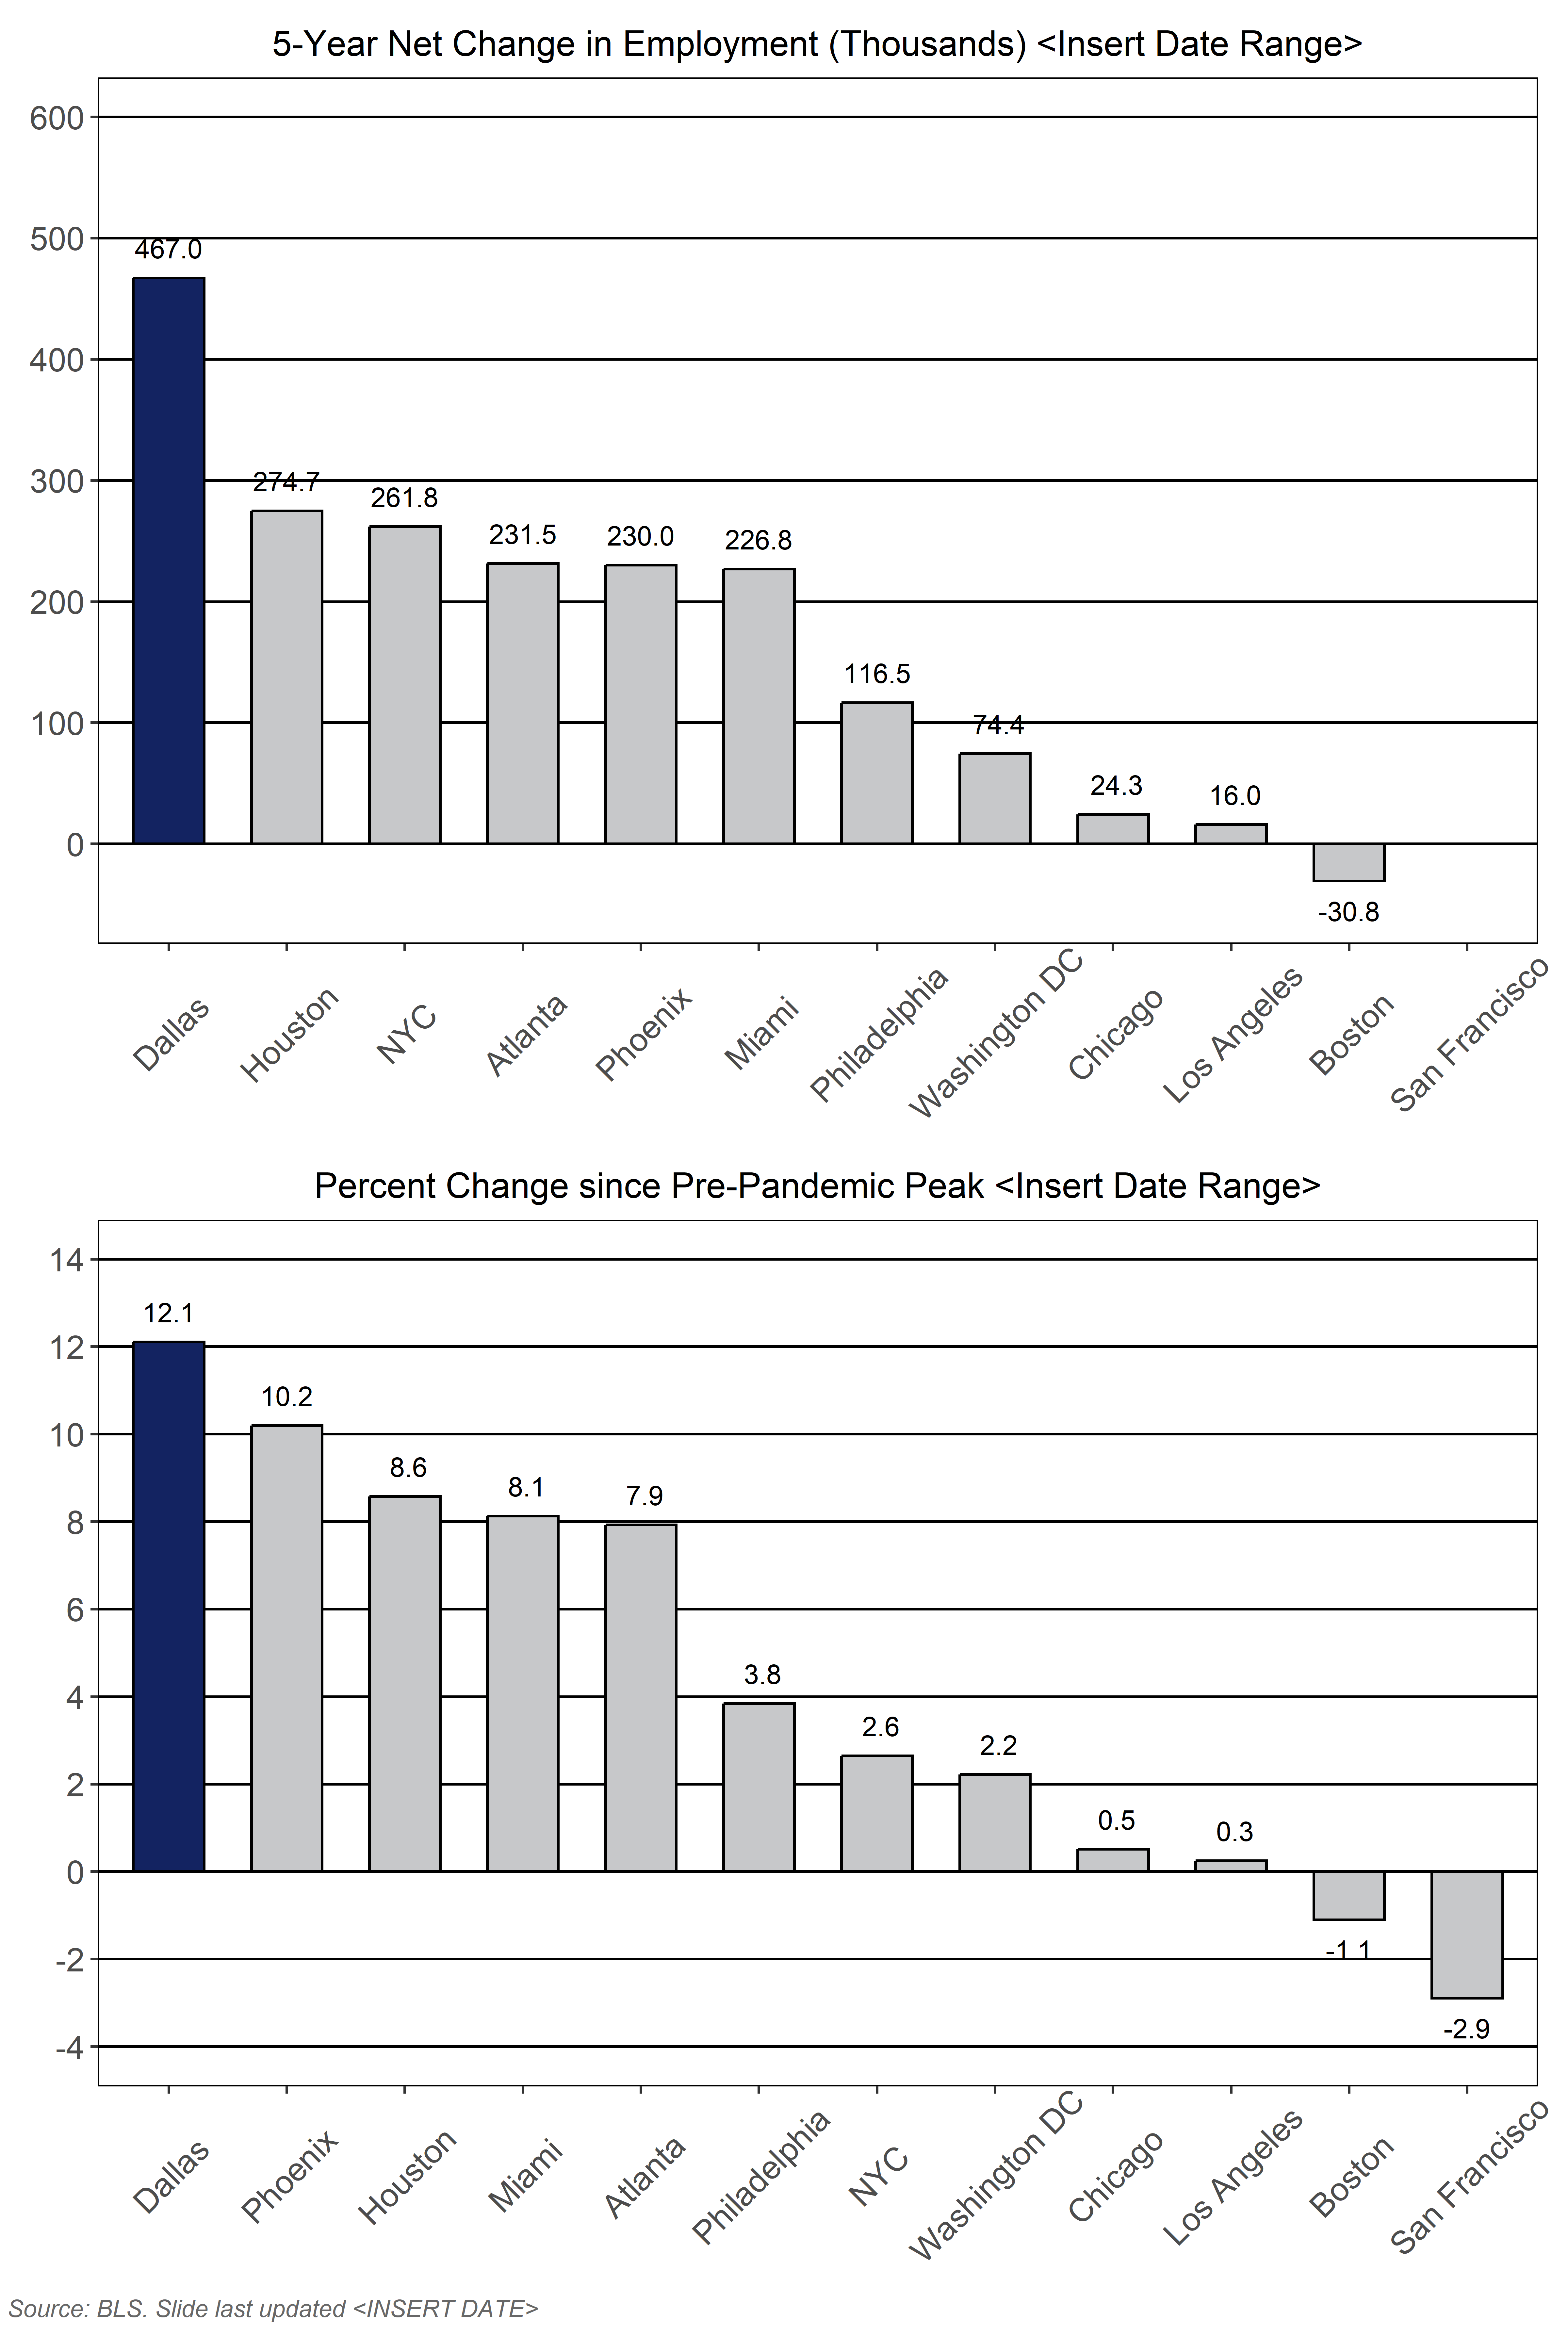 5-Year Net Change in Employment (Thousands) <Insert Date Range>
600
500
400
300
200
100
0
467.0
274.7
261.8
231.5
230.0
226.8
116.5
74.4
24.3
16.0
-30.8
Dallas
Houston
NYC
Atlanta
Phoenix
Miami
Philadelphia
Washington DC
Chicago
Los Angeles
Boston
San Francisco
Percent Change since Pre-Pandemic Peak <Insert Date Range>
14
12
10
8
6
4
2
0
-2
-4
12.1
10.2
8.6
8.1
7.9
3.8
2.6
2.2
0.5
0.3
-1.1
-2.9
Dallas
Phoenix
Houston
Miami
Atlanta
Philadelphia
NYC
Washington DC
Chicago
Los Angeles
Boston
San Francisco
Source: BLS. Slide last updated <INSERT DATE>